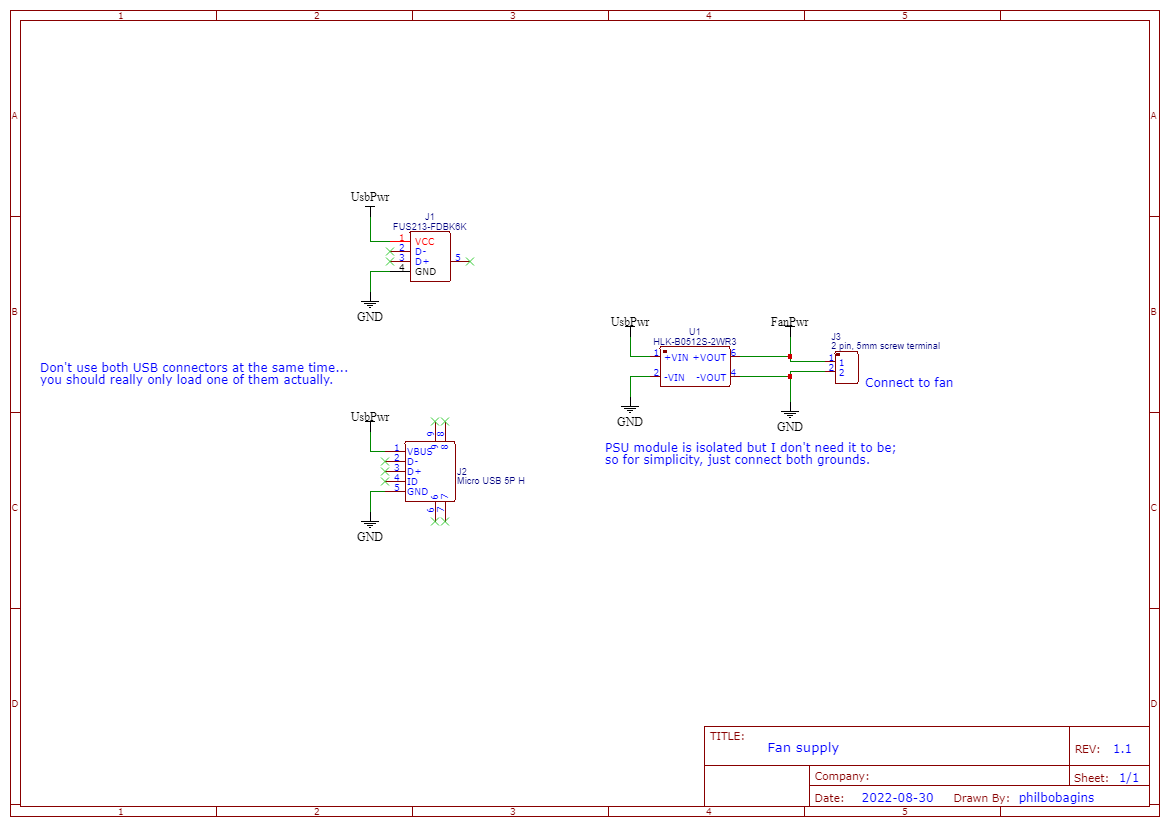 1 2 3 4 5
A A
B B
C C
D D
UsbPwr
J1
FUS213-FDBK6K
1 VCC
2 D-
3 D+
4 GND
5
GND
Don't use both USB connectors at the same time...
you should really only load one of them actually.
UsbPwr
9 8
9 8
1 VBUS
2 D-
3 D+
4 ID
5 GND
J2
Micro USB 5P H
6 7
6 7
GND
UsbPwr
U1
HLK-B0512S-2WR3
1 +VIN +VOUT 6
2 -VIN -VOUT 4
GND
FanPwr
J3
2 pin, 5mm screw terminal
1 1
2 2
Connect to fan
GND
PSU module is isolated but I don't need it to be;
so for simplicity, just connect both grounds.
TITLE:
Fan supply
REV: 1.1
Company:
Sheet: 1/1
Date: 2022-08-30 Drawn By: philbobagins
1 2 3 4 5